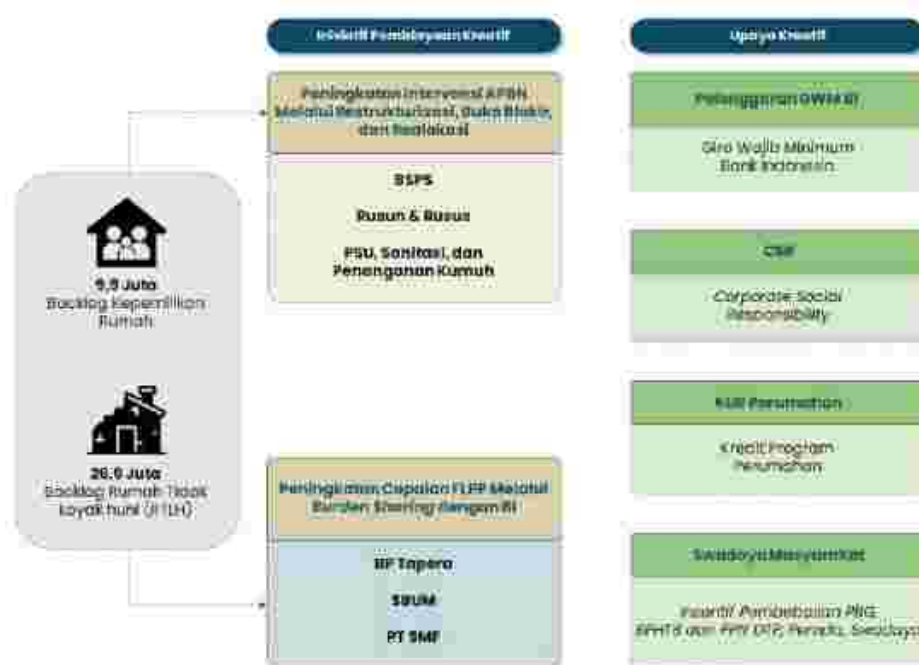 Inisiatif Pembiayaan Kreatif
Upaya Kreatif
Peningkatan Intervensi APBN
Melalui Restrukturisasi, Buka Blokir,
dan Realokasi
BSPS
Rusun & Rusus
PSU, Sanitasi, dan
Penanganan Kumuh
Pelonggaran GWM BI
Giro Wajib Minimum
Bank Indonesia
CSR
Corporate Social
Responsibility
9,9 Juta
Backlog Kepemilikan
Rumah
26,9 Juta
Backlog Rumah Tidak
Layak Huni (RTLH)
KUR Perumahan
Kredit Program
Perumahan
Peningkatan Capaian FLPP Melalui
Burden Sharing dengan BI
BP Tapera
SBUM
PT SMF
Swadaya Masyarakat
Insentif Pembebasan PBG,
BPHTB dan PPN DTP, Pemda, Swadaya